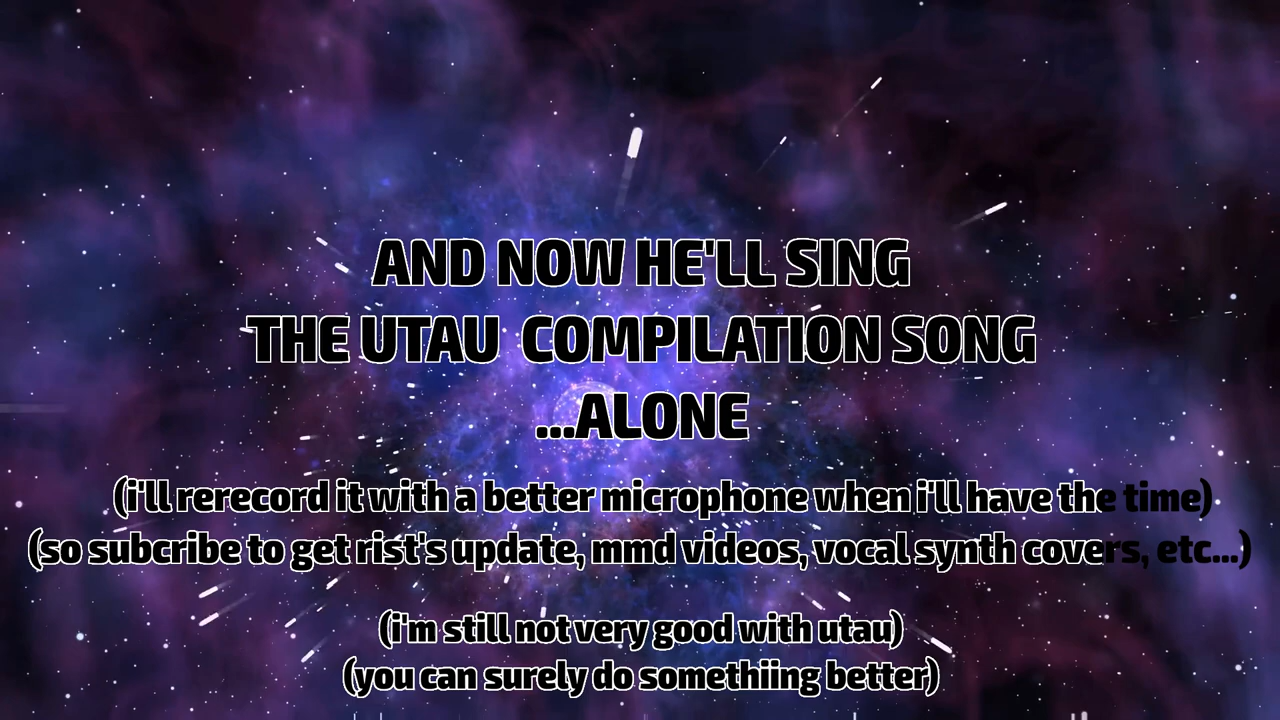 AND NOW HE'LL SING
THE UTAU COMPILATION SONG
...ALONE
(i'll rerecord it with a better microphone when i'll have the time)
(so subcribe to get rist's update, mmd videos, vocal synth covers, etc...)
(i'm still not very good with utau)
(you can surely do somethiing better)